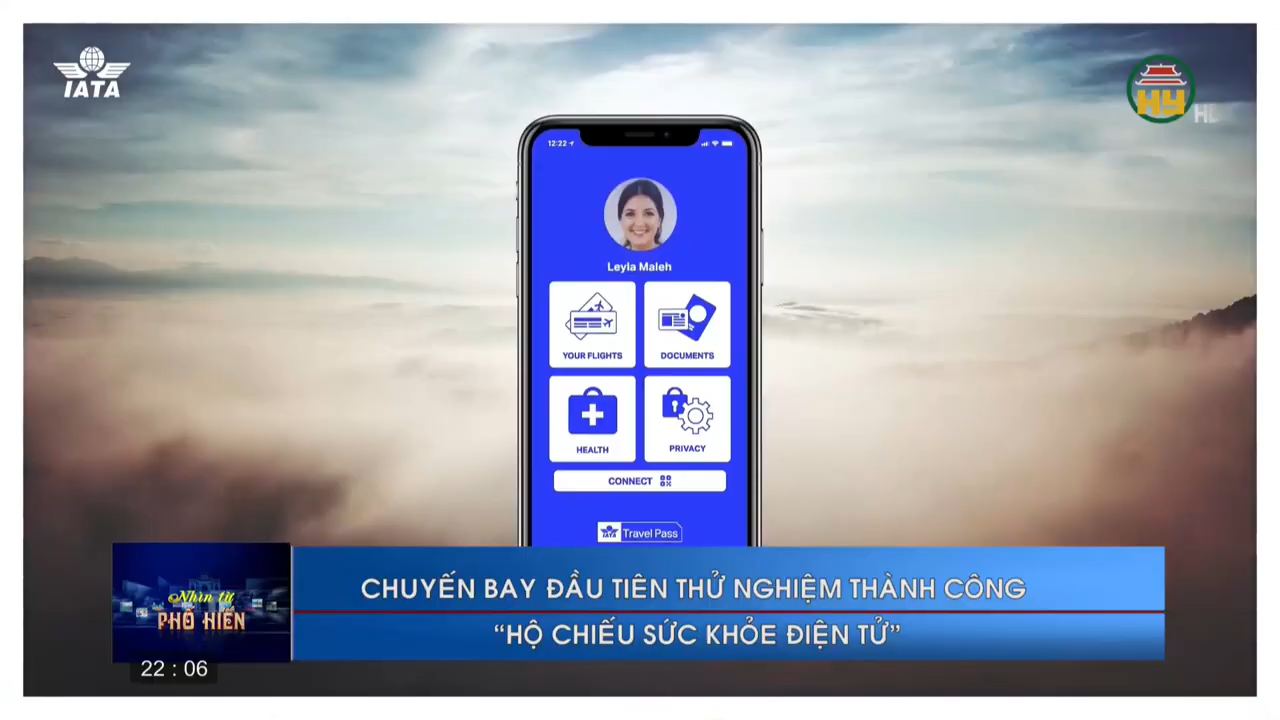 IATA
HY
12:22
Leyla Maleh
YOUR FLIGHTS
DOCUMENTS
HEALTH
PRIVACY
CONNECT
IATA Travel Pass
Nhìn từ
PHỐ HIẾN
CHUYẾN BAY ĐẦU TIÊN THỬ NGHIỆM THÀNH CÔNG
“HỘ CHIẾU SỨC KHỎE ĐIỆN TỬ”
22 : 06